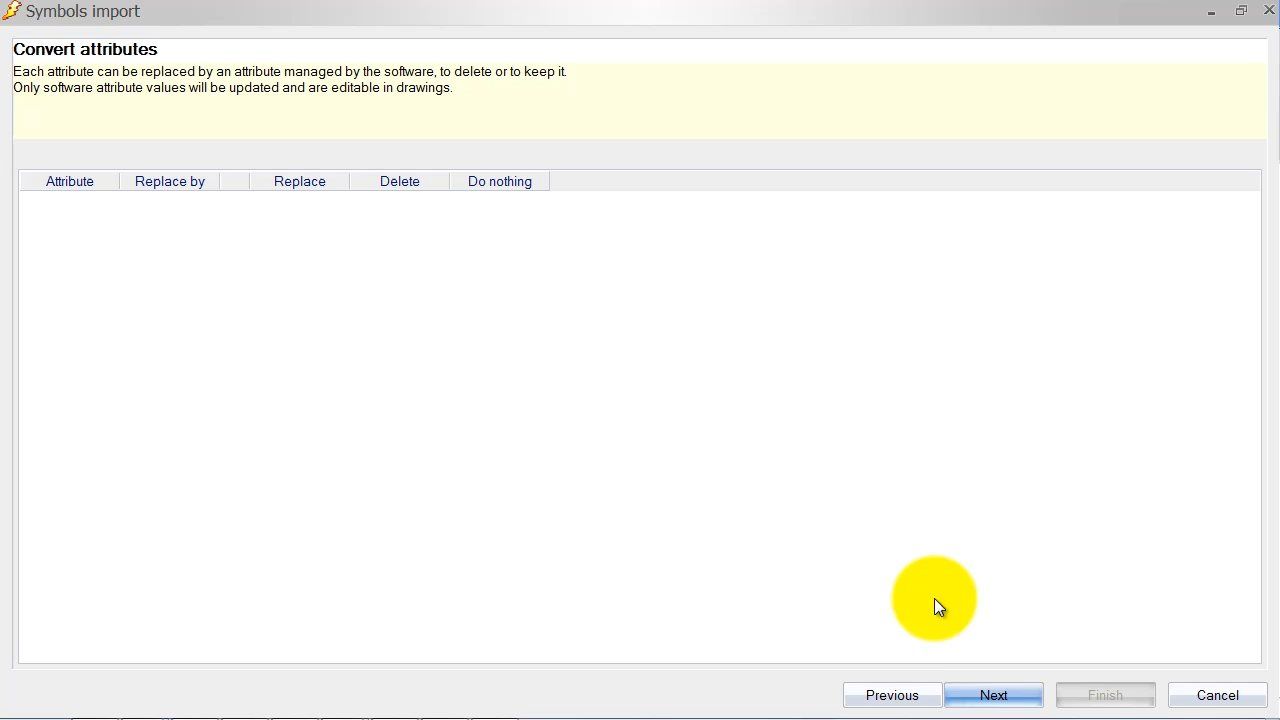 Symbols import
Convert attributes
Each attribute can be replaced by an attribute managed by the software, to delete or to keep it.
Only software attribute values will be updated and are editable in drawings.
Attribute Replace by Replace Delete Do nothing
Previous Next Finish Cancel